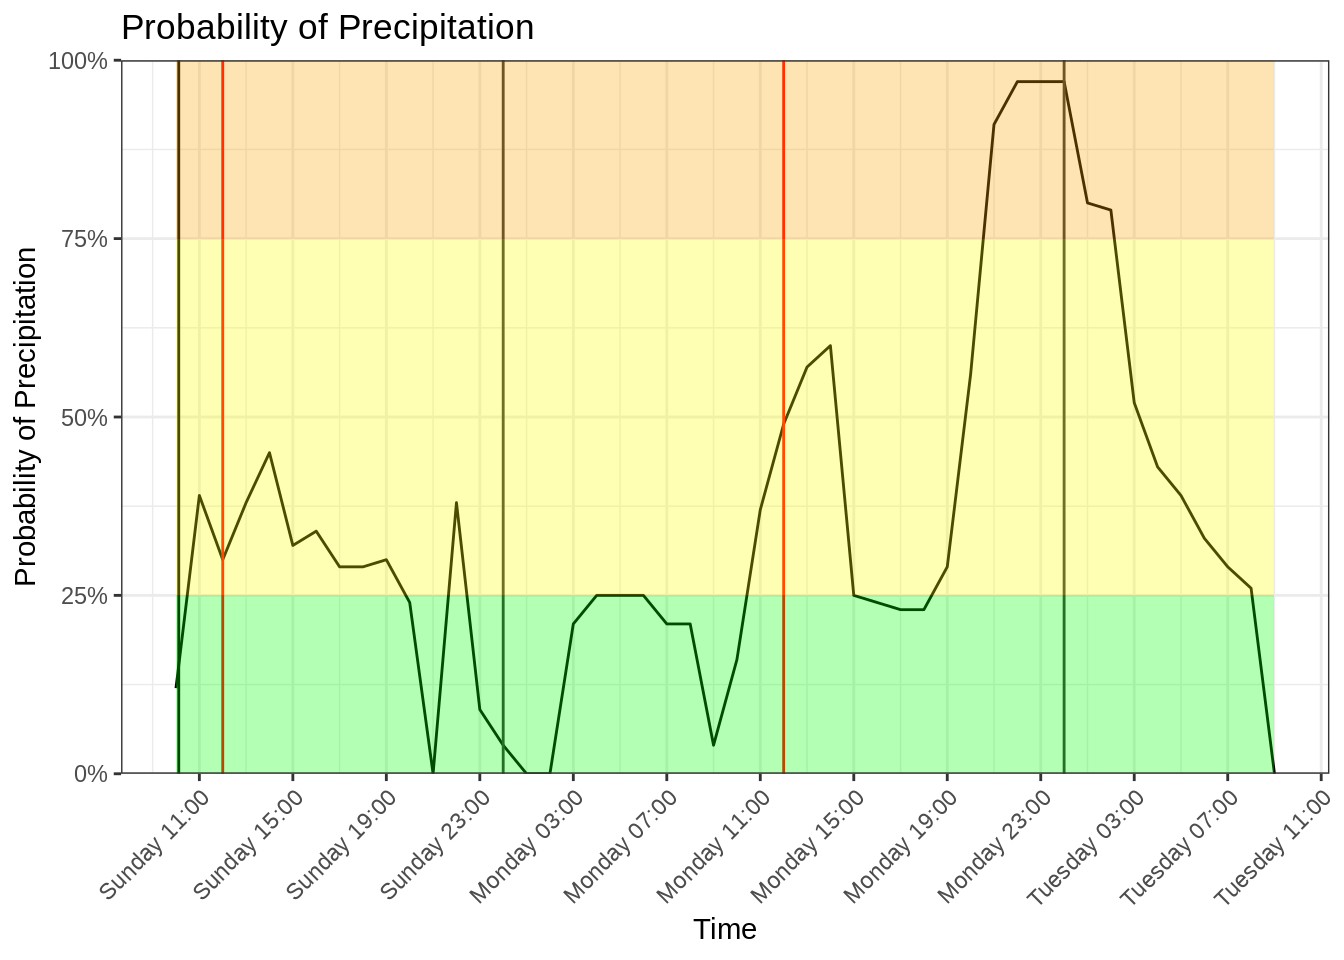 Probability of Precipitation
Probability of Precipitation
100%
75%
50%
25%
0%
Sunday 11:00
Sunday 15:00
Sunday 19:00
Sunday 23:00
Monday 03:00
Monday 07:00
Monday 11:00
Monday 15:00
Monday 19:00
Monday 23:00
Tuesday 03:00
Tuesday 07:00
Tuesday 11:00
Time